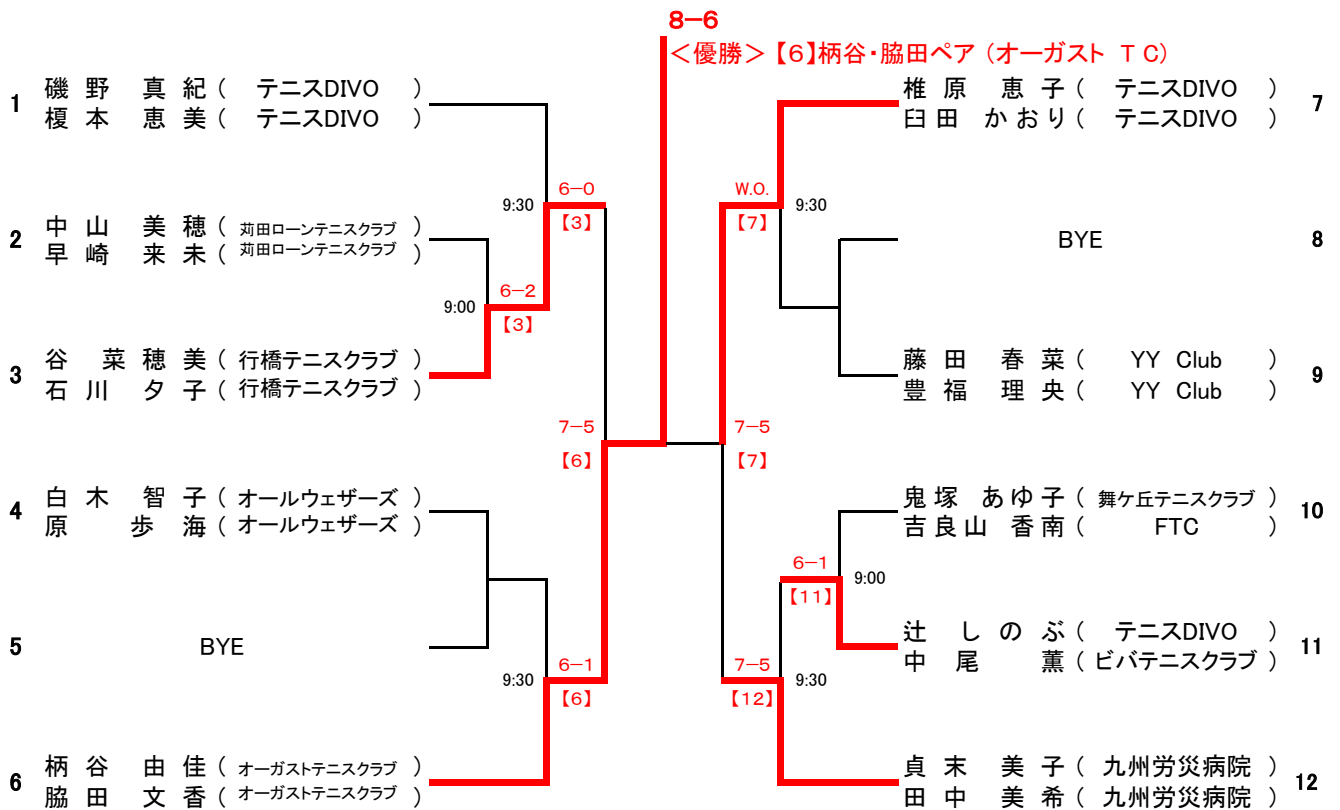 8-6
<優勝>【6】柄谷・脇田ペア (オーガスト T C)
1 磯野 真紀 ( テニスDIVO )
榎本 恵美 ( テニスDIVO )
9:30 6-0
【3】
2 中山 美穂 ( 苅田ローンテニスクラブ )
早崎 来未 ( 苅田ローンテニスクラブ )
9:00 6-2
【3】
3 谷 菜穂美 ( 行橋テニスクラブ )
石川 夕子 ( 行橋テニスクラブ )
7-5
【6】
4 白木 智子 ( オールウェザーズ )
原 歩海 ( オールウェザーズ )
5 BYE
9:30 6-1
【6】
6 柄谷 由佳 ( オーガストテニスクラブ )
脇田 文香 ( オーガストテニスクラブ )
椎原 恵子 ( テニスDIVO ) 7
臼田 かおり ( テニスDIVO )
W.O. 9:30
【7】
BYE 8
藤田 春菜 ( YY Club ) 9
豊福 理央 ( YY Club )
7-5
【7】
鬼塚 あゆ子 ( 舞ケ丘テニスクラブ ) 10
吉良山 香南 ( FTC )
6-1 9:00
【11】
辻 しのぶ ( テニスDIVO ) 11
中尾 薫 ( ビバテニスクラブ )
7-5 9:30
【12】
貞末 美子 ( 九州労災病院 ) 12
田中 美希 ( 九州労災病院 )